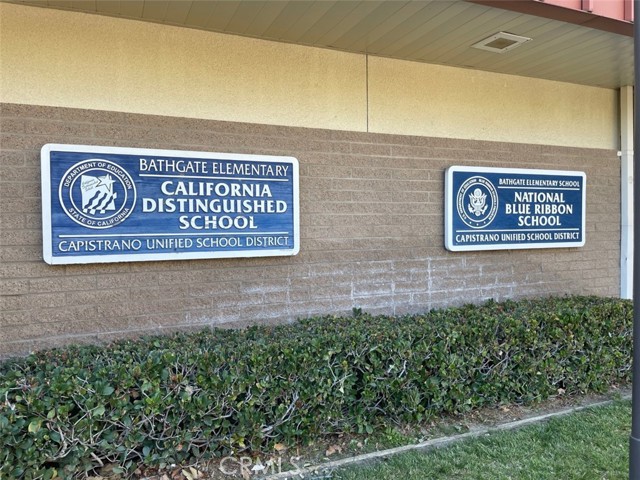 BATHGATE ELEMENTARY
CALIFORNIA
DISTINGUISHED
SCHOOL
CAPISTRANO UNIFIED SCHOOL DISTRICT
DEPARTMENT OF EDUCATION
STATE OF CALIFORNIA
BATHGATE ELEMENTARY SCHOOL
NATIONAL
BLUE RIBBON
SCHOOL
CAPISTRANO UNIFIED SCHOOL DISTRICT
CRMLS